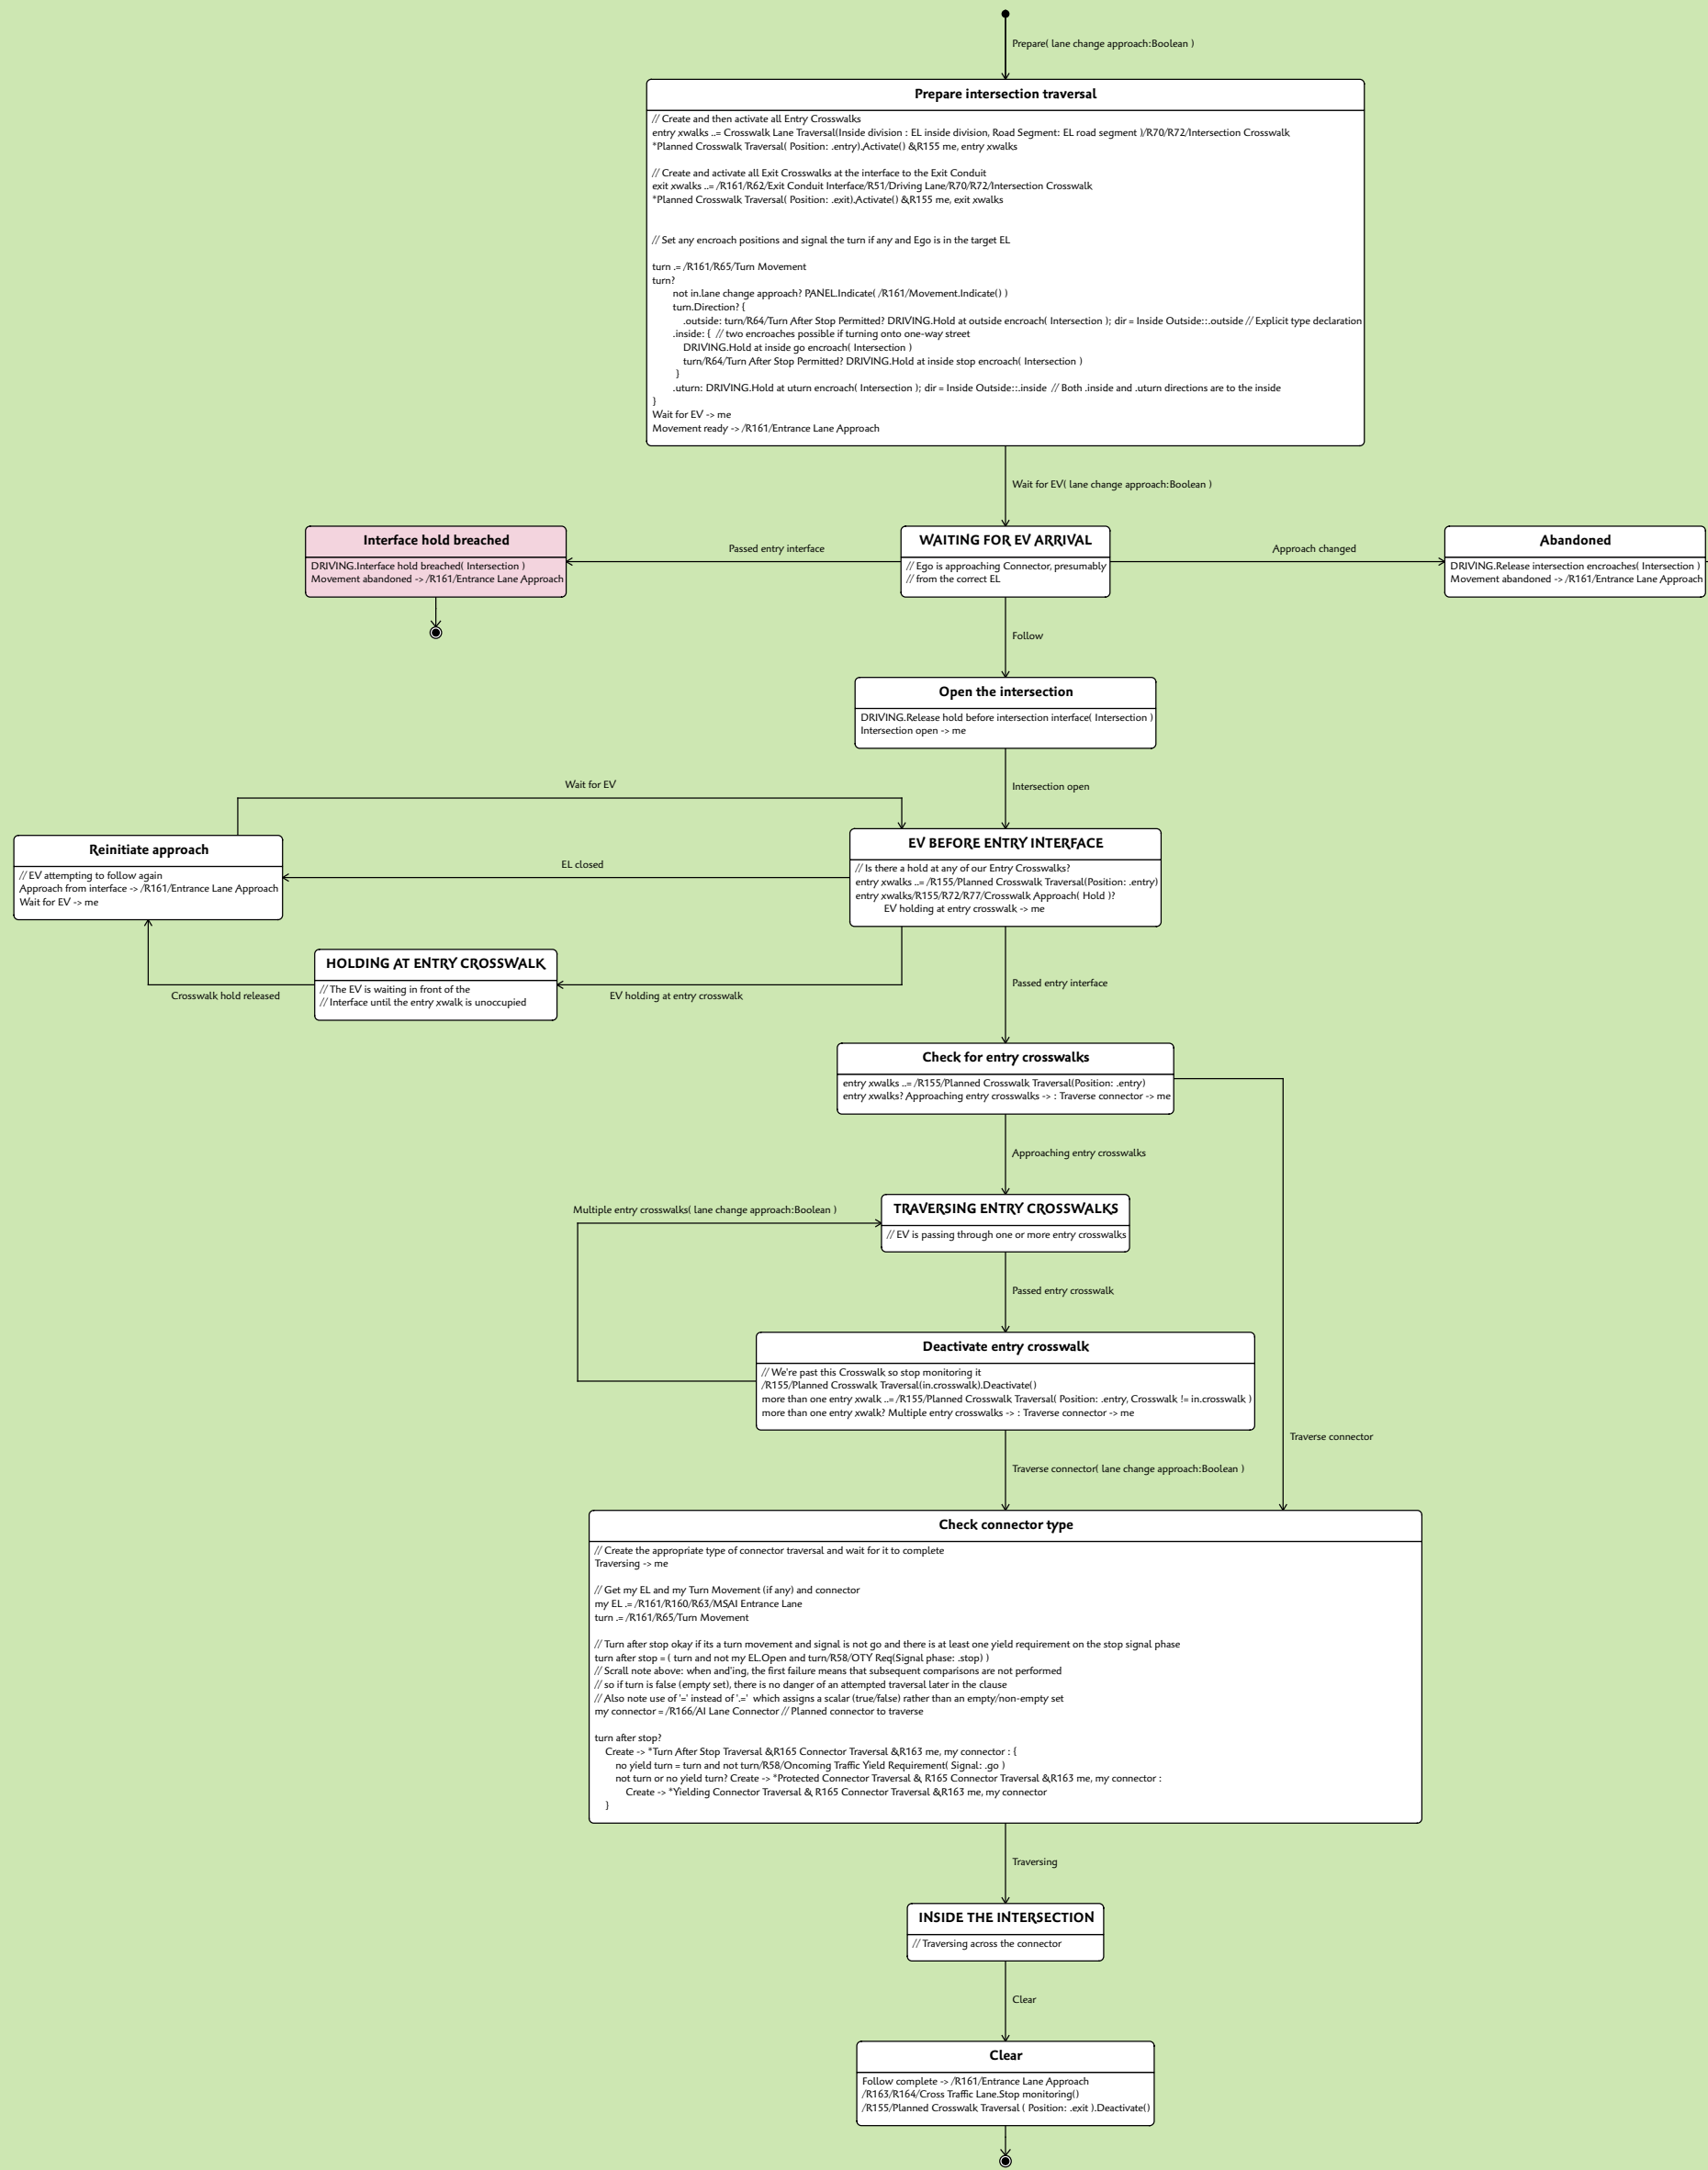 Prepare( lane change approach:Boolean )
Prepare intersection traversal
// Create and then activate all Entry Crosswalks
entry xwalks ..= Crosswalk Lane Traversal(Inside division : EL inside division, Road Segment: EL road segment )/R70/R72/Intersection Crosswalk
*Planned Crosswalk Traversal( Position: .entry).Activate() &R155 me, entry xwalks
// Create and activate all Exit Crosswalks at the interface to the Exit Conduit
exit xwalks ..= /R161/R62/Exit Conduit Interface/R51/Driving Lane/R70/R72/Intersection Crosswalk
*Planned Crosswalk Traversal( Position: .exit).Activate() &R155 me, exit xwalks
// Set any encroach positions and signal the turn if any and Ego is in the target EL
turn .= /R161/R65/Turn Movement
turn?
not in.lane change approach? PANEL.Indicate( /R161/Movement.Indicate() )
turn.Direction? {
.outside: turn/R64/Turn After Stop Permitted? DRIVING.Hold at outside encroach( Intersection ); dir = Inside Outside::.outside // Explicit type declaration
.inside: { // two encroaches possible if turning onto one-way street
DRIVING.Hold at inside go encroach( Intersection )
turn/R64/Turn After Stop Permitted? DRIVING.Hold at inside stop encroach( Intersection )
}
.uturn: DRIVING.Hold at uturn encroach( Intersection ); dir = Inside Outside::.inside // Both .inside and .uturn directions are to the inside
}
Wait for EV -> me
Movement ready -> /R161/Entrance Lane Approach
Wait for EV( lane change approach:Boolean )
Interface hold breached
DRIVING.Interface hold breached( Intersection )
Movement abandoned -> /R161/Entrance Lane Approach
Passed entry interface
WAITING FOR EV ARRIVAL
// Ego is approaching Connector, presumably
// from the correct EL
Approach changed
Abandoned
DRIVING.Release intersection encroaches( Intersection )
Movement abandoned -> /R161/Entrance Lane Approach
Follow
Open the intersection
DRIVING.Release hold before intersection interface( Intersection )
Intersection open -> me
Wait for EV
Intersection open
Reinitiate approach
// EV attempting to follow again
Approach from interface -> /R161/Entrance Lane Approach
Wait for EV -> me
EL closed
EV BEFORE ENTRY INTERFACE
// Is there a hold at any of our Entry Crosswalks?
entry xwalks ..= /R155/Planned Crosswalk Traversal(Position: .entry)
entry xwalks/R155/R72/R77/Crosswalk Approach( Hold )?
EV holding at entry crosswalk -> me
HOLDING AT ENTRY CROSSWALK
// The EV is waiting in front of the
// Interface until the entry xwalk is unoccupied
Crosswalk hold released
EV holding at entry crosswalk
Passed entry interface
Check for entry crosswalks
entry xwalks ..= /R155/Planned Crosswalk Traversal(Position: .entry)
entry xwalks? Approaching entry crosswalks -> : Traverse connector -> me
Approaching entry crosswalks
Multiple entry crosswalks( lane change approach:Boolean )
TRAVERSING ENTRY CROSSWALKS
// EV is passing through one or more entry crosswalks
Passed entry crosswalk
Deactivate entry crosswalk
// We're past this Crosswalk so stop monitoring it
/R155/Planned Crosswalk Traversal(in.crosswalk).Deactivate()
more than one entry xwalk ..= /R155/Planned Crosswalk Traversal( Position: .entry, Crosswalk != in.crosswalk )
more than one entry xwalk? Multiple entry crosswalks -> : Traverse connector -> me
Traverse connector
Traverse connector( lane change approach:Boolean )
Check connector type
// Create the appropriate type of connector traversal and wait for it to complete
Traversing -> me
// Get my EL and my Turn Movement (if any) and connector
my EL .= /R161/R160/R63/MSAI Entrance Lane
turn .= /R161/R65/Turn Movement
// Turn after stop okay if its a turn movement and signal is not go and there is at least one yield requirement on the stop signal phase
turn after stop = ( turn and not my EL.Open and turn/R58/OTY Req(Signal phase: .stop) )
// Scrall note above: when and'ing, the first failure means that subsequent comparisons are not performed
// so if turn is false (empty set), there is no danger of an attempted traversal later in the clause
// Also note use of '=' instead of '.=' which assigns a scalar (true/false) rather than an empty/non-empty set
my connector = /R166/AI Lane Connector // Planned connector to traverse
turn after stop?
Create -> *Turn After Stop Traversal &R165 Connector Traversal &R163 me, my connector : {
no yield turn = turn and not turn/R58/Oncoming Traffic Yield Requirement( Signal: .go )
not turn or no yield turn? Create -> *Protected Connector Traversal & R165 Connector Traversal &R163 me, my connector :
Create -> *Yielding Connector Traversal & R165 Connector Traversal &R163 me, my connector
}
Traversing
INSIDE THE INTERSECTION
// Traversing across the connector
Clear
Clear
Follow complete -> /R161/Entrance Lane Approach
/R163/R164/Cross Traffic Lane.Stop monitoring()
/R155/Planned Crosswalk Traversal ( Position: .exit ).Deactivate()